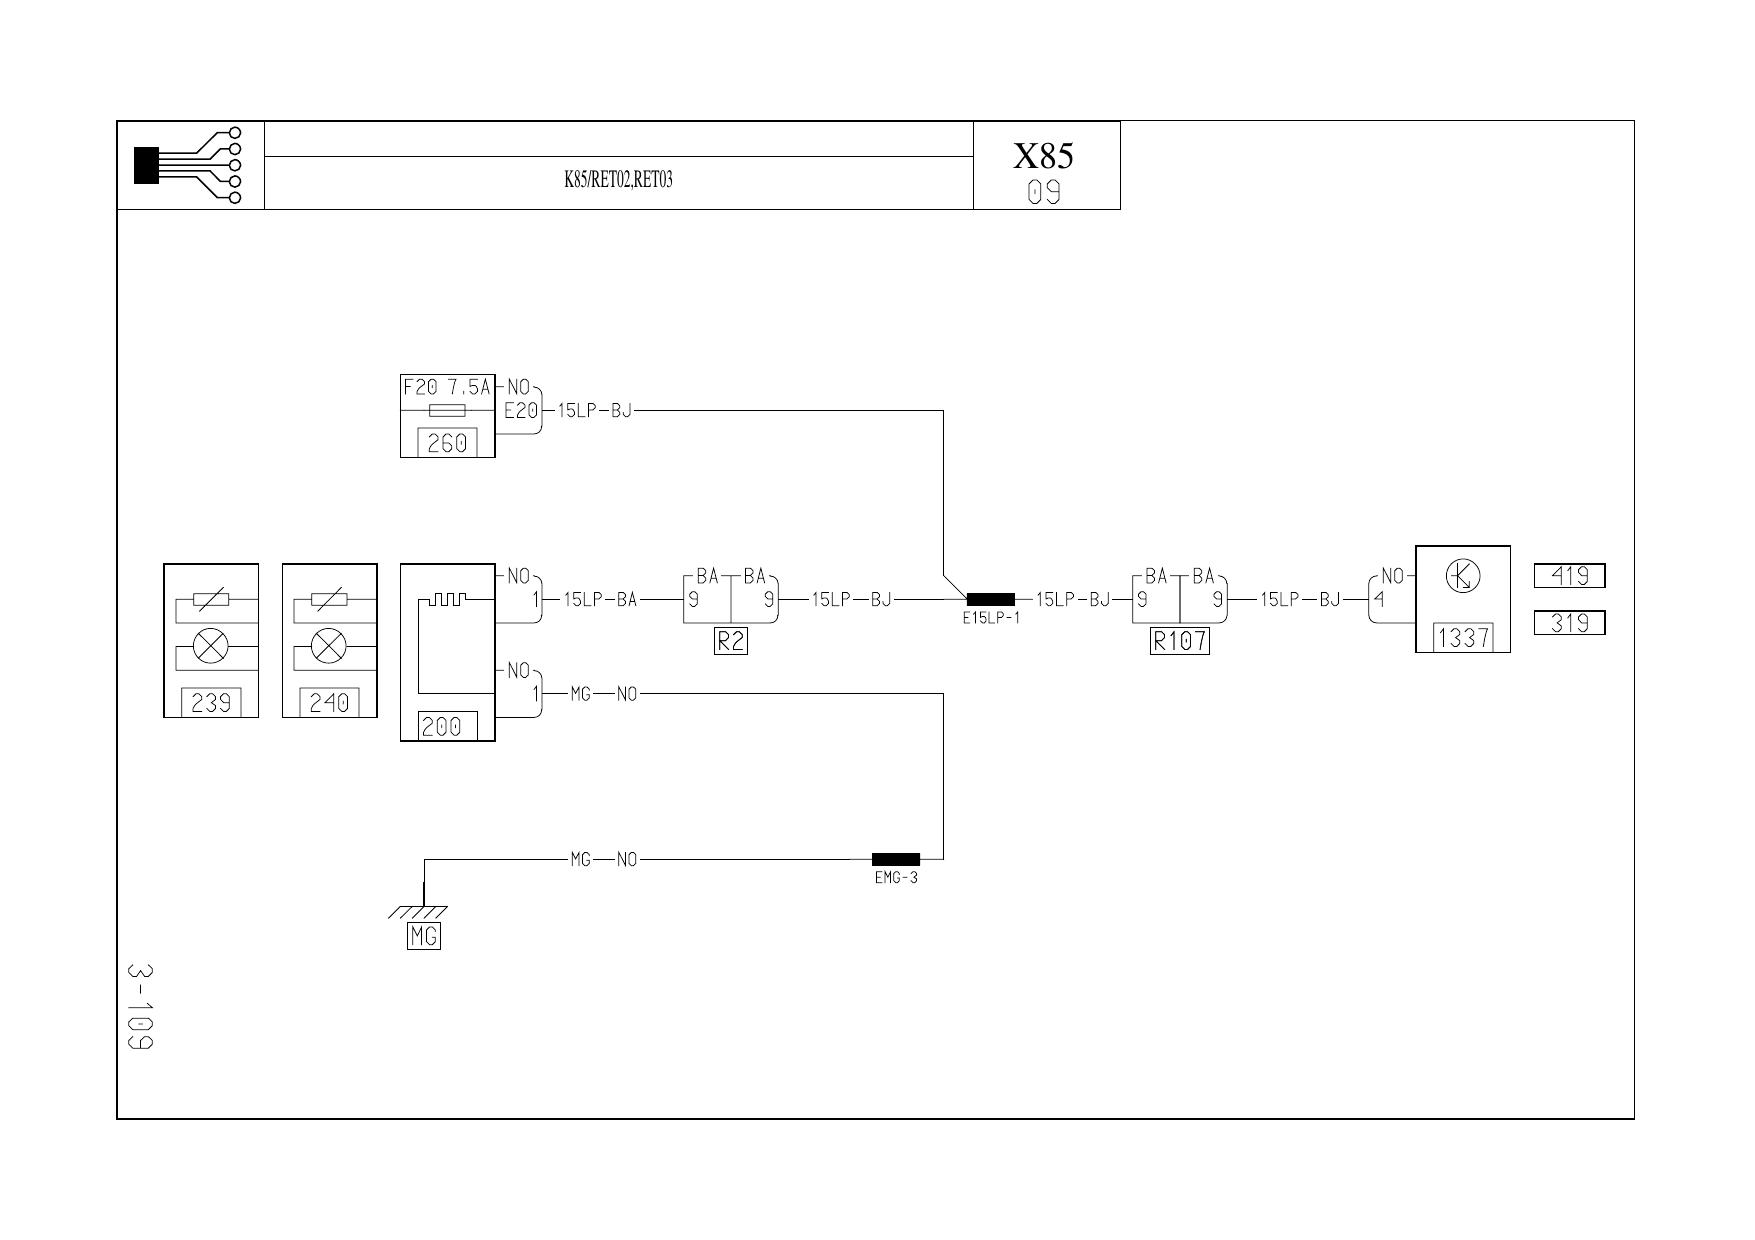 X85
K85/RET02,RET03
09
F20 7.5A NO
E20 15LP-BJ
260
NO BA BA BA BA NO 419
1 15LP-BA 9 9 15LP-BJ 15LP-BJ 9 9 15LP-BJ 4
E15LP-1 319
R2 R107 1337
NO
1 MG NO
239 240 200
MG NO
EMG-3
MG
3-109